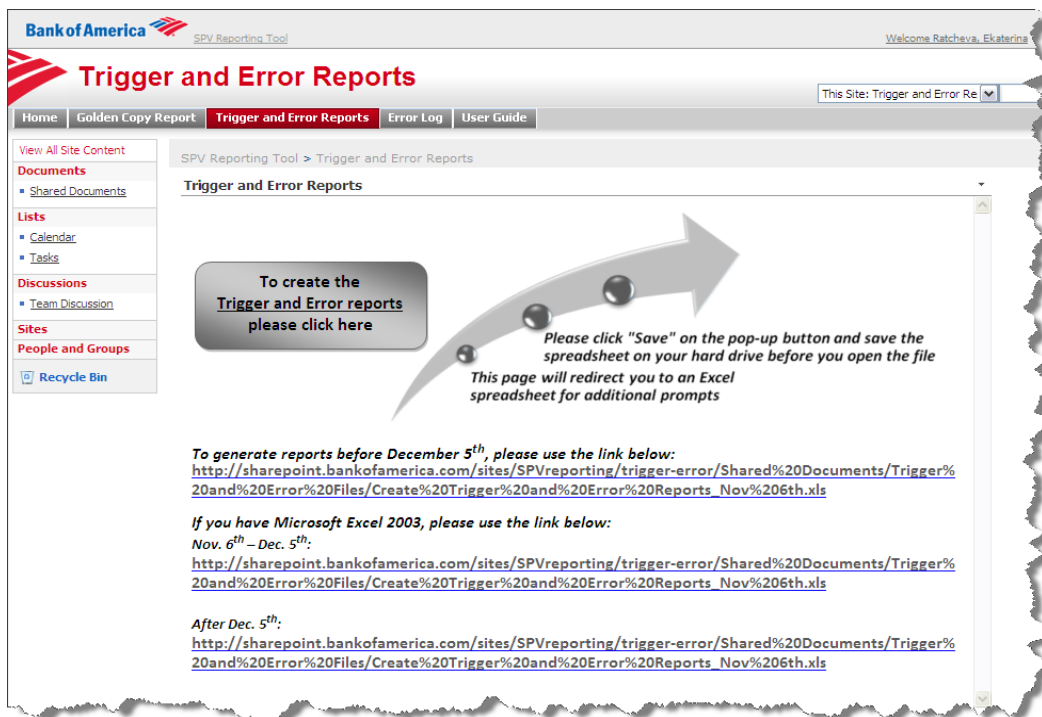 Bank of America
SPV Reporting Tool
Welcome Ratcheva, Ekaterina
Trigger and Error Reports
This Site: Trigger and Error Re
Home
Golden Copy Report
Trigger and Error Reports
Error Log
User Guide
View All Site Content
Documents
Shared Documents
Lists
Calendar
Tasks
Discussions
Team Discussion
Sites
People and Groups
Recycle Bin
SPV Reporting Tool > Trigger and Error Reports
Trigger and Error Reports
To create the
Trigger and Error reports
please click here
Please click "Save" on the pop-up button and save the
spreadsheet on your hard drive before you open the file
This page will redirect you to an Excel
spreadsheet for additional prompts
To generate reports before December 5th, please use the link below:
http://sharepoint.bankofamerica.com/sites/SPVreporting/trigger-error/Shared%20Documents/Trigger%
20and%20Error%20Files/Create%20Trigger%20and%20Error%20Reports_Nov%206th.xls
If you have Microsoft Excel 2003, please use the link below:
Nov. 6th – Dec. 5th:
http://sharepoint.bankofamerica.com/sites/SPVreporting/trigger-error/Shared%20Documents/Trigger%
20and%20Error%20Files/Create%20Trigger%20and%20Error%20Reports_Nov%206th.xls
After Dec. 5th:
http://sharepoint.bankofamerica.com/sites/SPVreporting/trigger-error/Shared%20Documents/Trigger%
20and%20Error%20Files/Create%20Trigger%20and%20Error%20Reports_Nov%206th.xls